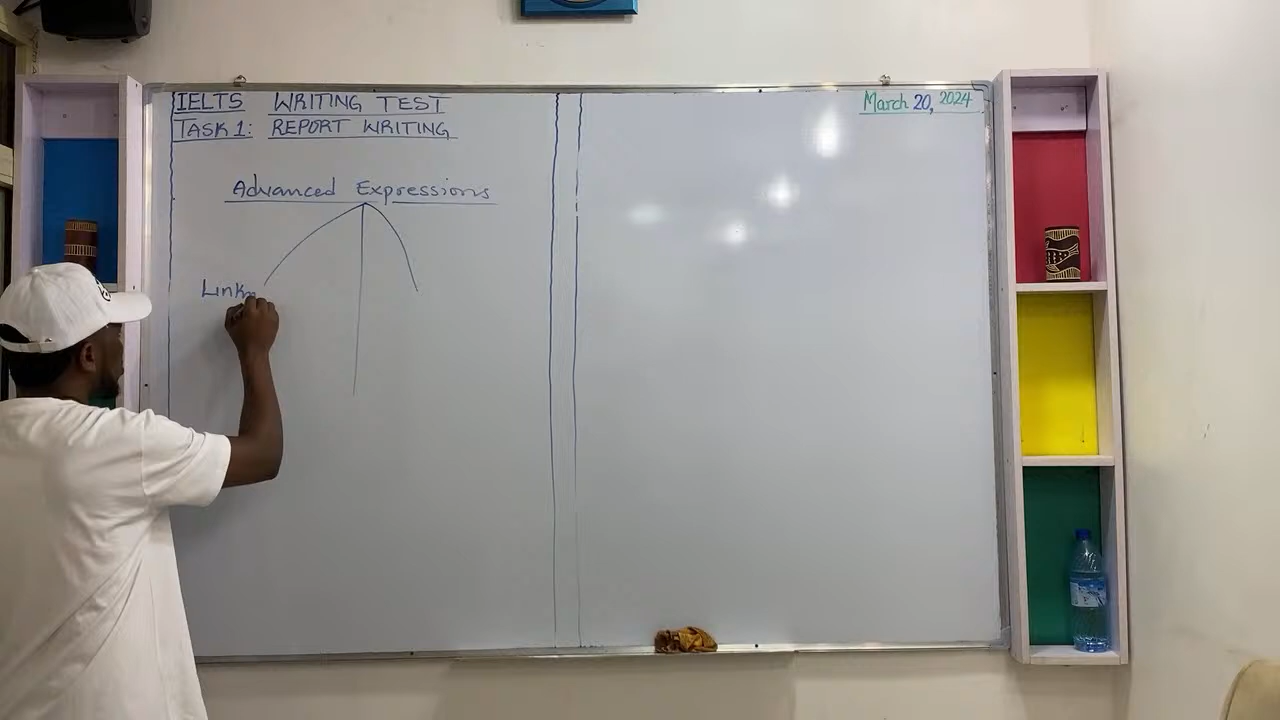 IELTS WRITING TEST
March 20, 2024
TASK 1: REPORT WRITING
Advanced Expressions
Link